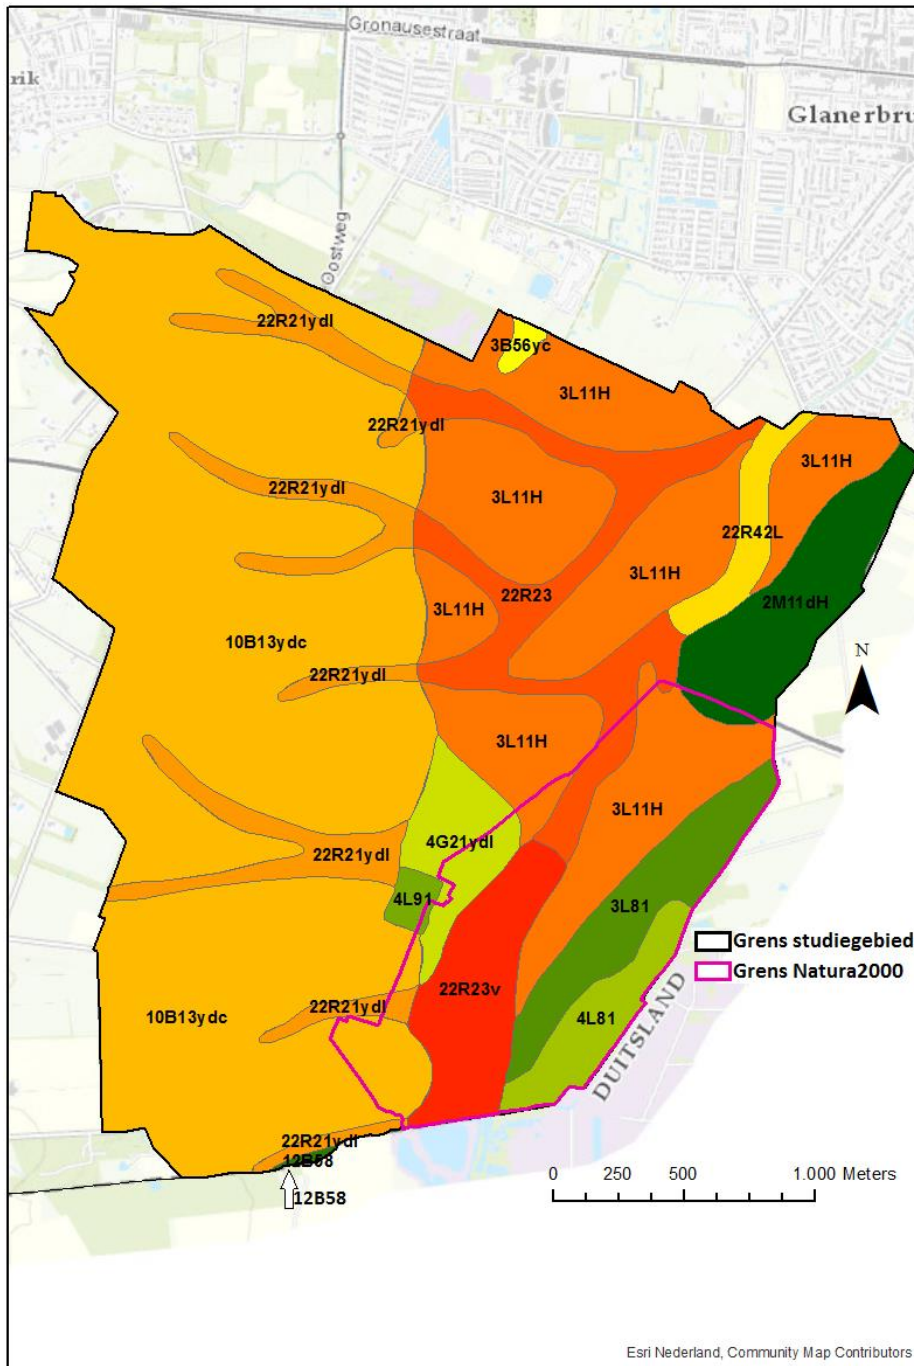 Gronausestraat
rik
Glanerbru
Oostweg
22R21ydl
3B56yc
3L11H
22R21ydl
3L11H
22R21ydl
3L11H
22R42L
3L11H
22R23
3L11H
2M11dH
10B13ydc
N
22R21ydl
3L11H
3L11H
4G21ydl
22R21ydl
4L91
3L81
Grens studiegebied
Grens Natura2000
22R23v
22R21ydl
10B13ydc
4L81
DUITSLAND
22R21ydl
12B58
0 250 500 1.000 Meters
12B58
Esri Nederland, Community Map Contributors